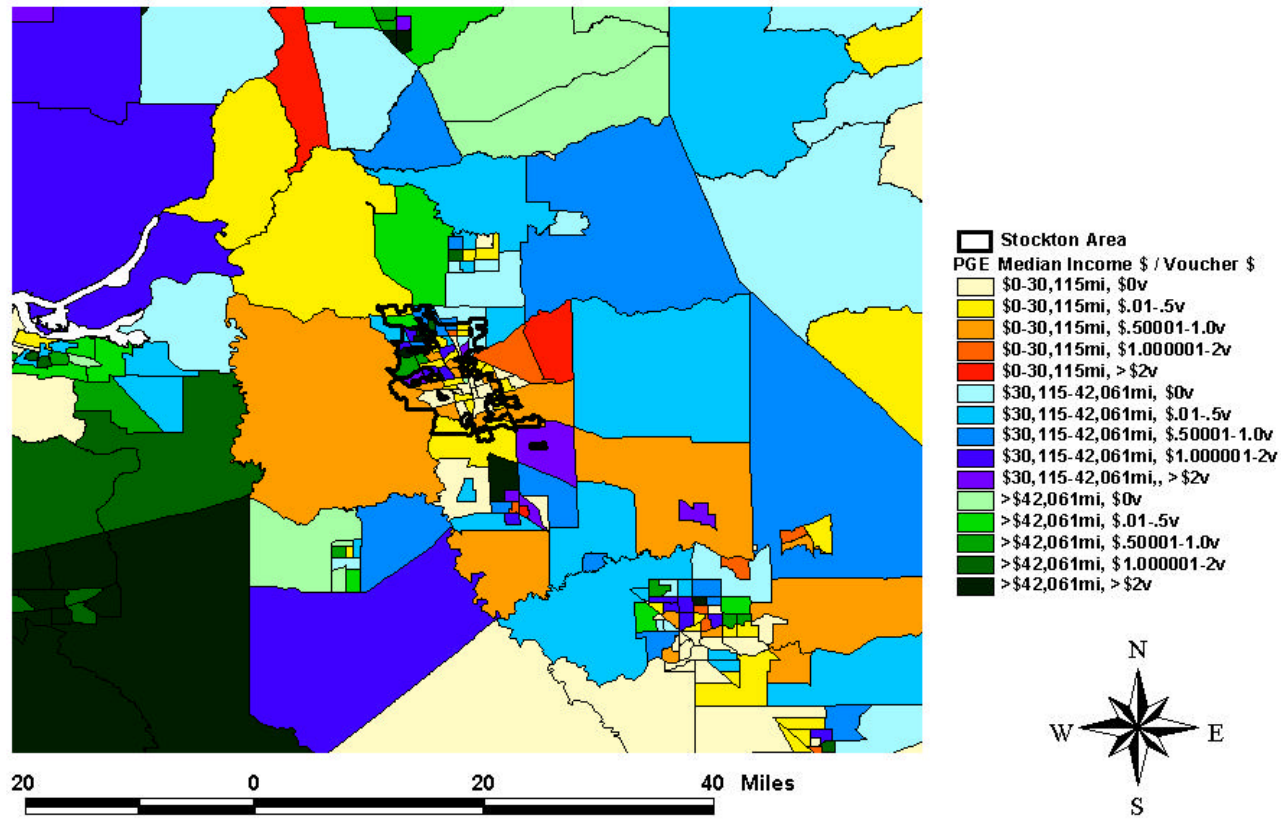 Stockton Area
PGE Median Income $ / Voucher $
$0-30,115mi, $0v
$0-30,115mi, $.01-.5v
$0-30,115mi, $.50001-1.0v
$0-30,115mi, $1.000001-2v
$0-30,115mi, >$2v
$30,115-42,061mi, $0v
$30,115-42,061mi, $.01-.5v
$30,115-42,061mi, $.50001-1.0v
$30,115-42,061mi, $1.000001-2v
$30,115-42,061mi,, >$2v
>$42,061mi, $0v
>$42,061mi, $.01-.5v
>$42,061mi, $.50001-1.0v
>$42,061mi, $1.000001-2v
>$42,061mi, >$2v
N
W E
S
20 0 20 40 Miles